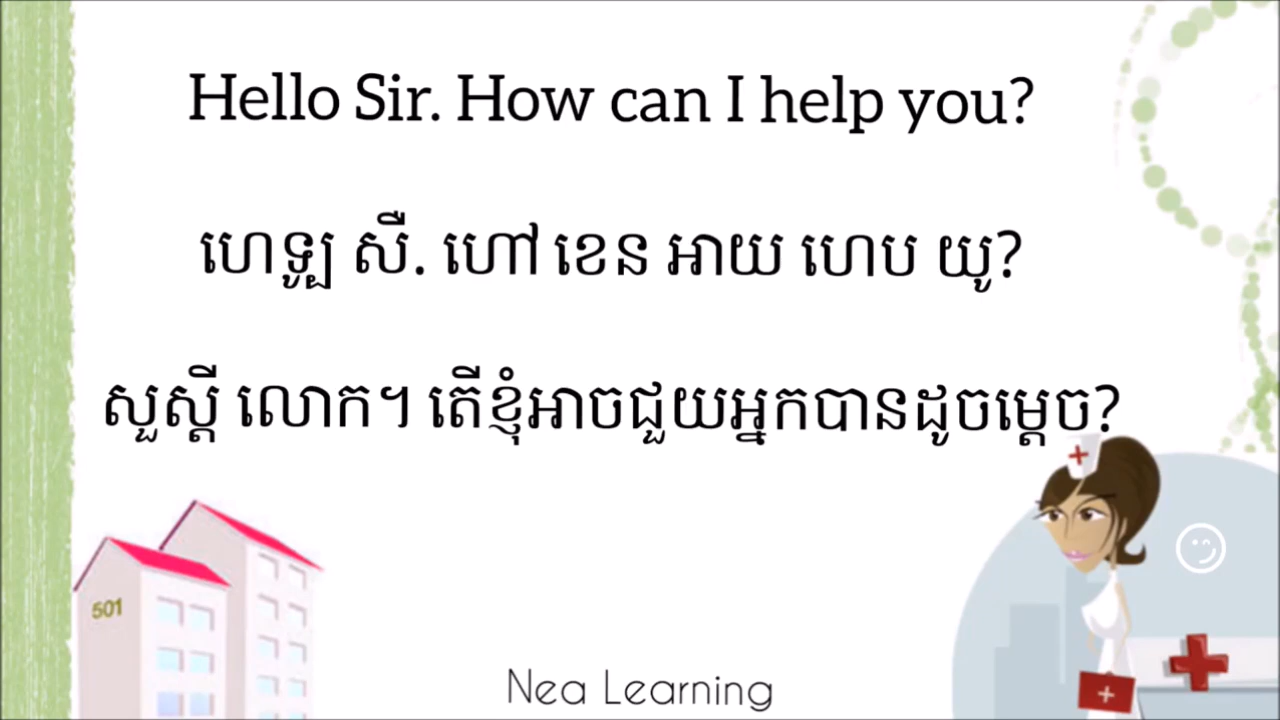 Hello Sir. How can I help you?
ហេឡូ សឺ. ហៅ ខេន អាយ ហេប យូ?
សួស្តី លោក។ តើខ្ញុំអាចជួយអ្នកបានដូចម្តេច?
501
Nea Learning